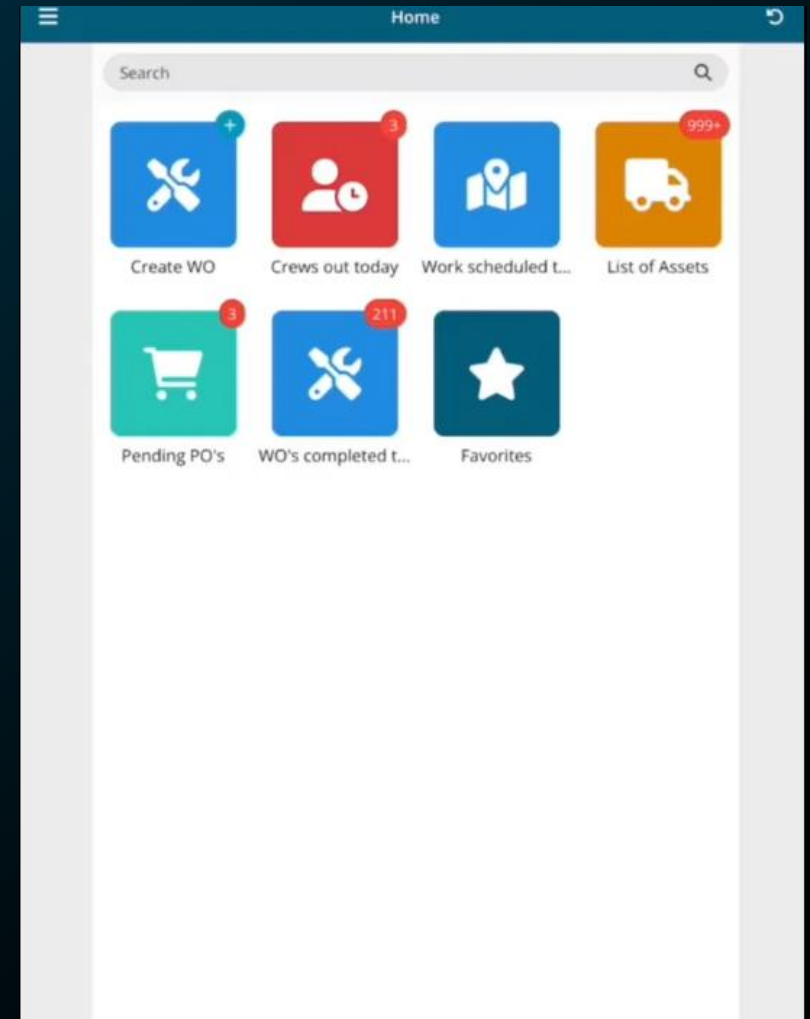 Home
Search
+
3
999+
Create WO
Crews out today
Work scheduled t...
List of Assets
3
211
Pending PO's
WO's completed t...
Favorites